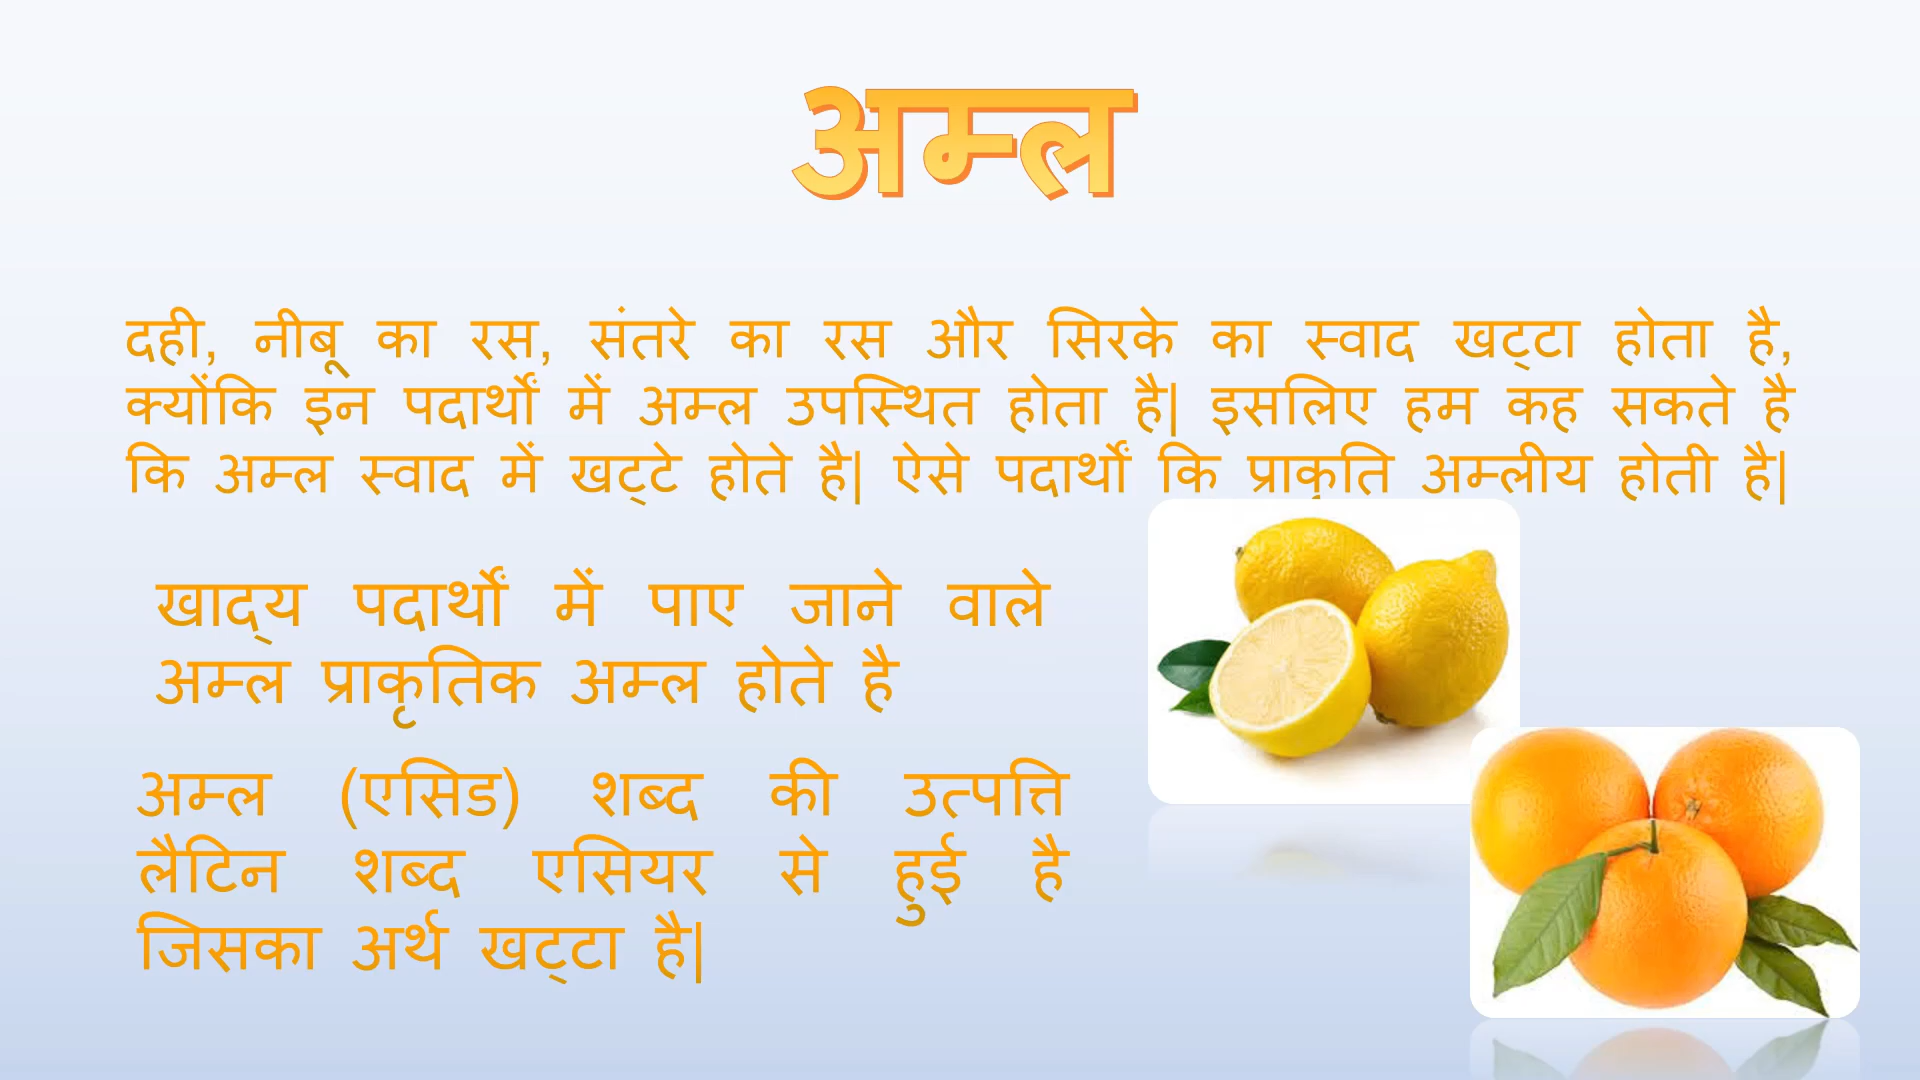 अम्ल
दही, नीबू का रस, संतरे का रस और सिरके का स्वाद खट्टा होता है,
क्योंकि इन पदार्थों में अम्ल उपस्थित होता है| इसलिए हम कह सकते है
कि अम्ल स्वाद में खट्टे होते है| ऐसे पदार्थों कि प्राकृति अम्लीय होती है|
खाद्य पदार्थों में पाए जाने वाले
अम्ल प्राकृतिक अम्ल होते है
अम्ल (एसिड) शब्द की उत्पत्ति
लैटिन शब्द एसियर से हुई है
जिसका अर्थ खट्टा है|